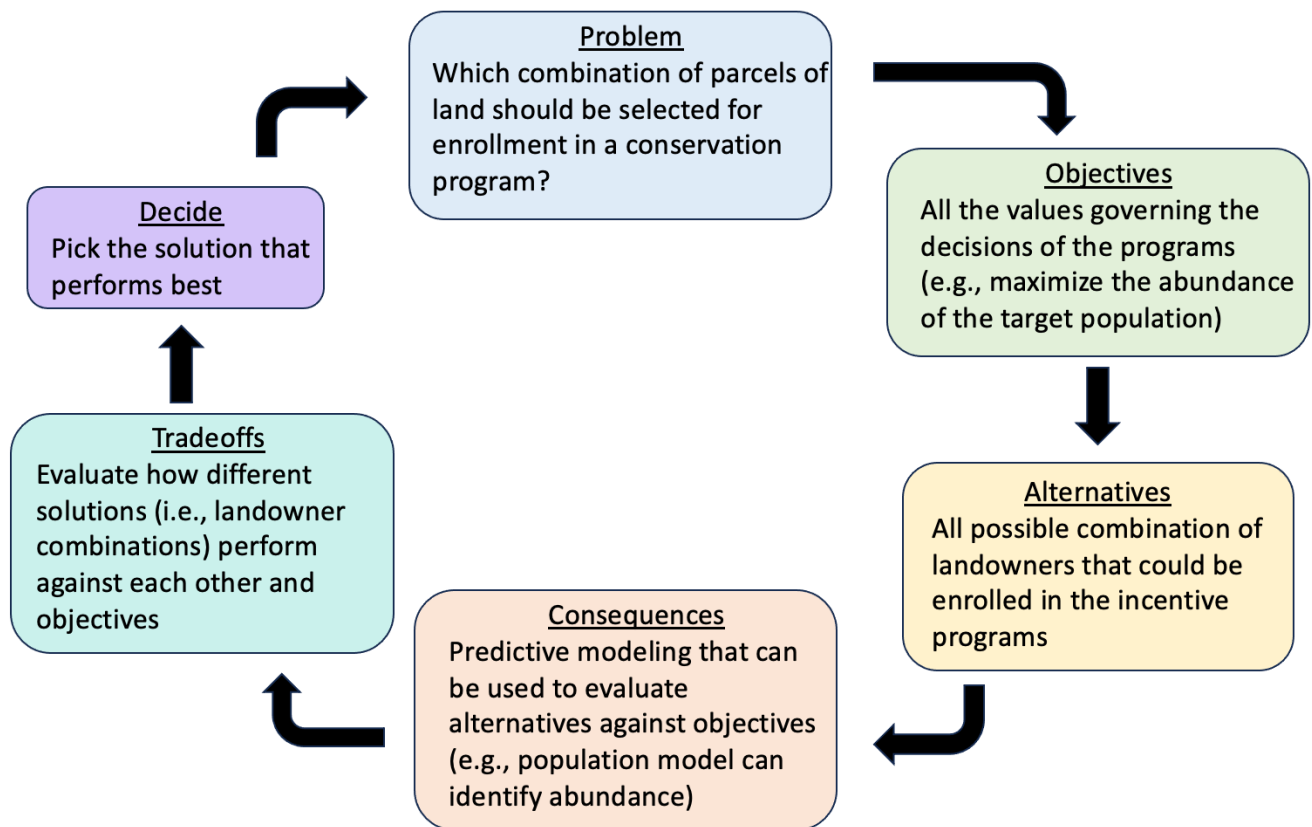 Problem
Which combination of parcels of
land should be selected for
enrollment in a conservation
program?
Objectives
All the values governing the
decisions of the programs
(e.g., maximize the abundance
of the target population)
Alternatives
All possible combination of
landowners that could be
enrolled in the incentive
programs
Consequences
Predictive modeling that can
be used to evaluate
alternatives against objectives
(e.g., population model can
identify abundance)
Tradeoffs
Evaluate how different
solutions (i.e., landowner
combinations) perform
against each other and
objectives
Decide
Pick the solution that
performs best